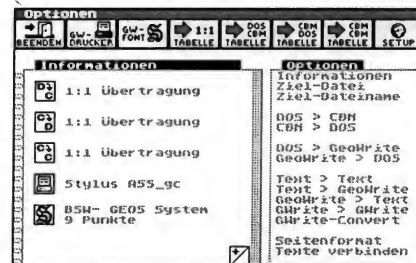 Optionen
BEENDEN
GW-DRUCKER
GW-FONT
1:1 TABELLE
DOS CBM TABELLE
CBM DOS TABELLE
CBM CBM TABELLE
SETUP
Informationen
D>C 1:1 Übertragung
C>D 1:1 Übertragung
C>C 1:1 Übertragung
Stylus A55_gc
BSW- GEOS System
9 Punkte
Optionen
Informationen
Ziel-Datei
Ziel-Dateiname
DOS > CBM
CBM > DOS
DOS > GeoWrite
GeoWrite > DOS
Text > Text
Text > GeoWrite
GeoWrite > Text
GWrite > GWrite
GWrite-Convert
Seitenformat
Texte verbinden